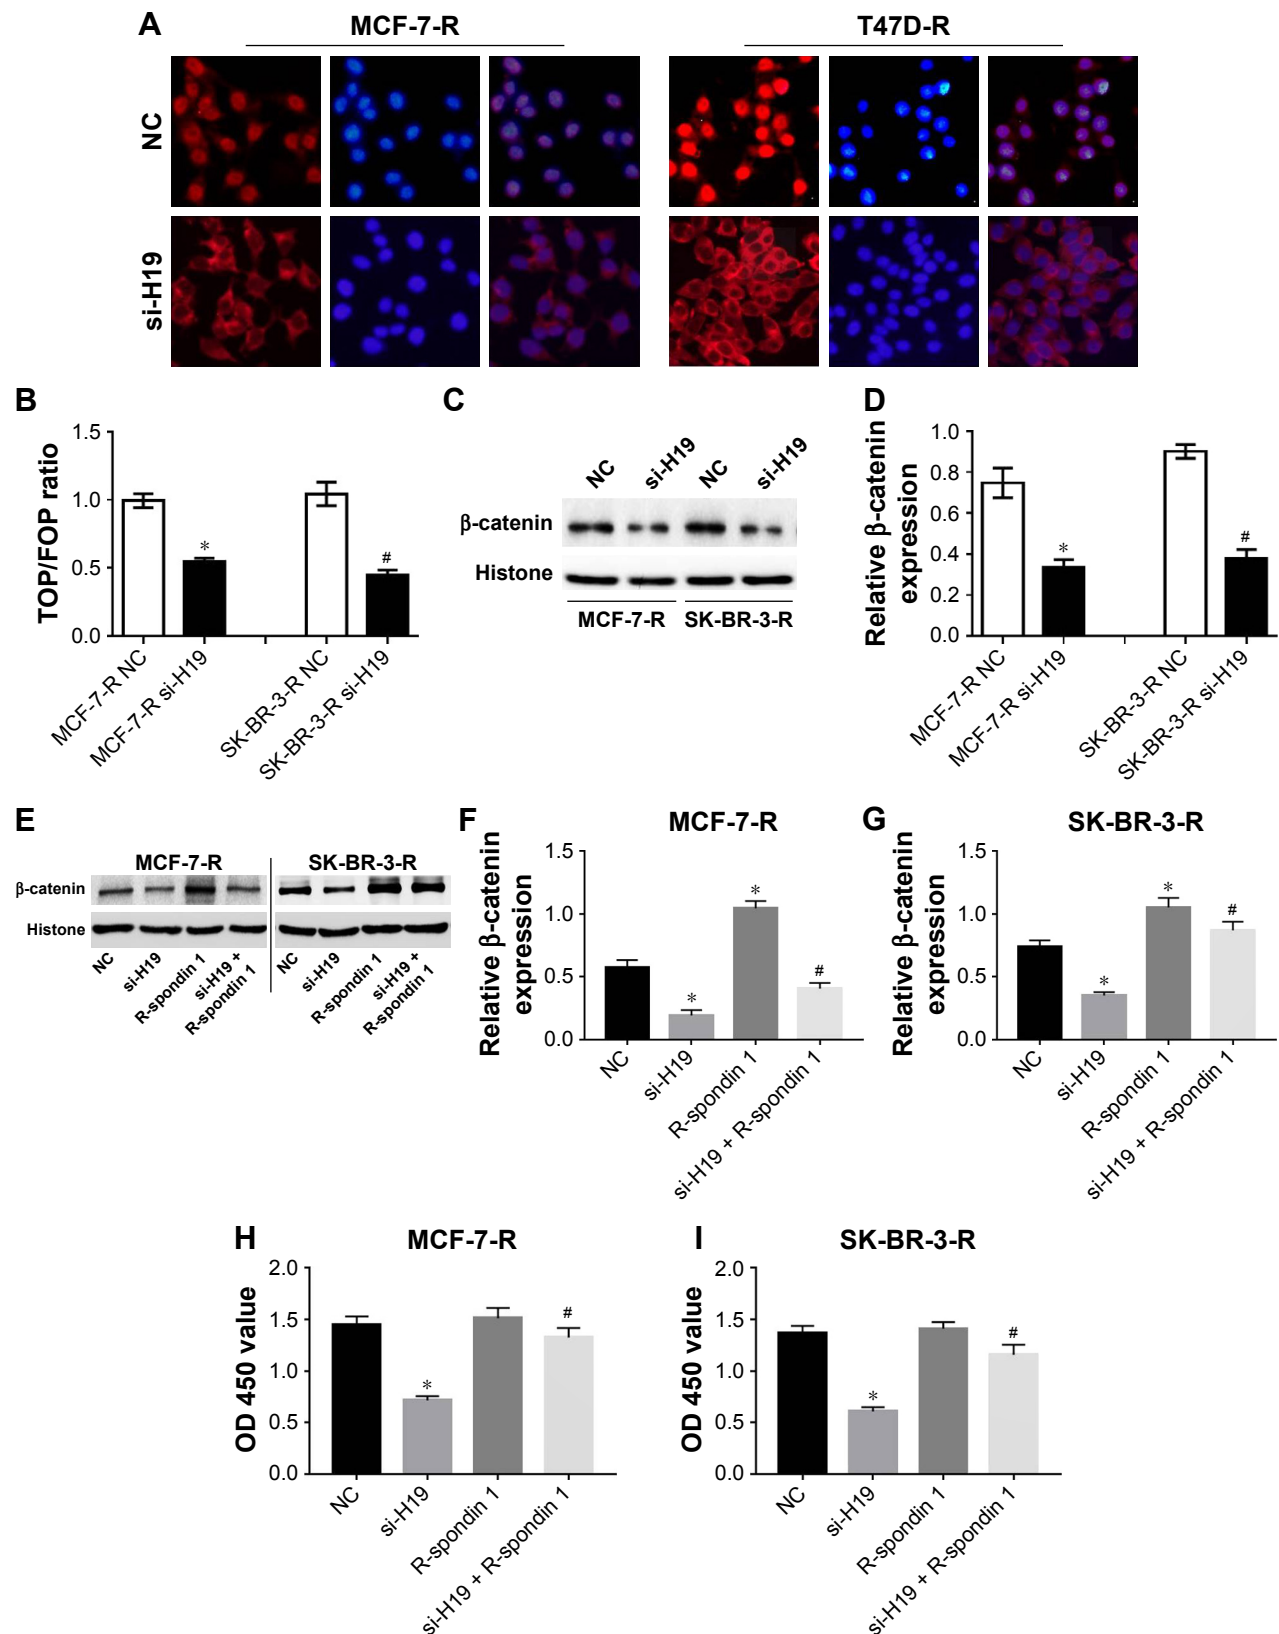 A
MCF-7-R
T47D-R
NC
si-H19
B
TOP/FOP ratio
1.5
1.0
0.5
0.0
*
#
MCF-7-R NC
MCF-7-R si-H19
SK-BR-3-R NC
SK-BR-3-R si-H19
C
NC
si-H19
NC
si-H19
β-catenin
Histone
MCF-7-R
SK-BR-3-R
D
Relative β-catenin
expression
1.0
0.8
0.6
0.4
0.2
0.0
*
#
MCF-7-R NC
MCF-7-R si-H19
SK-BR-3-R NC
SK-BR-3-R si-H19
E
MCF-7-R
SK-BR-3-R
β-catenin
Histone
NC
si-H19
R-spondin 1
si-H19 +
R-spondin 1
NC
si-H19
R-spondin 1
si-H19 +
R-spondin 1
F
MCF-7-R
Relative β-catenin
expression
1.5
1.0
0.5
0.0
*
*
#
NC
si-H19
R-spondin 1
si-H19 + R-spondin 1
G
SK-BR-3-R
Relative β-catenin
expression
1.5
1.0
0.5
0.0
*
*
#
NC
si-H19
R-spondin 1
si-H19 + R-spondin 1
H
MCF-7-R
OD 450 value
2.0
1.5
1.0
0.5
0.0
*
#
NC
si-H19
R-spondin 1
si-H19 + R-spondin 1
I
SK-BR-3-R
OD 450 value
2.0
1.5
1.0
0.5
0.0
*
#
NC
si-H19
R-spondin 1
si-H19 + R-spondin 1